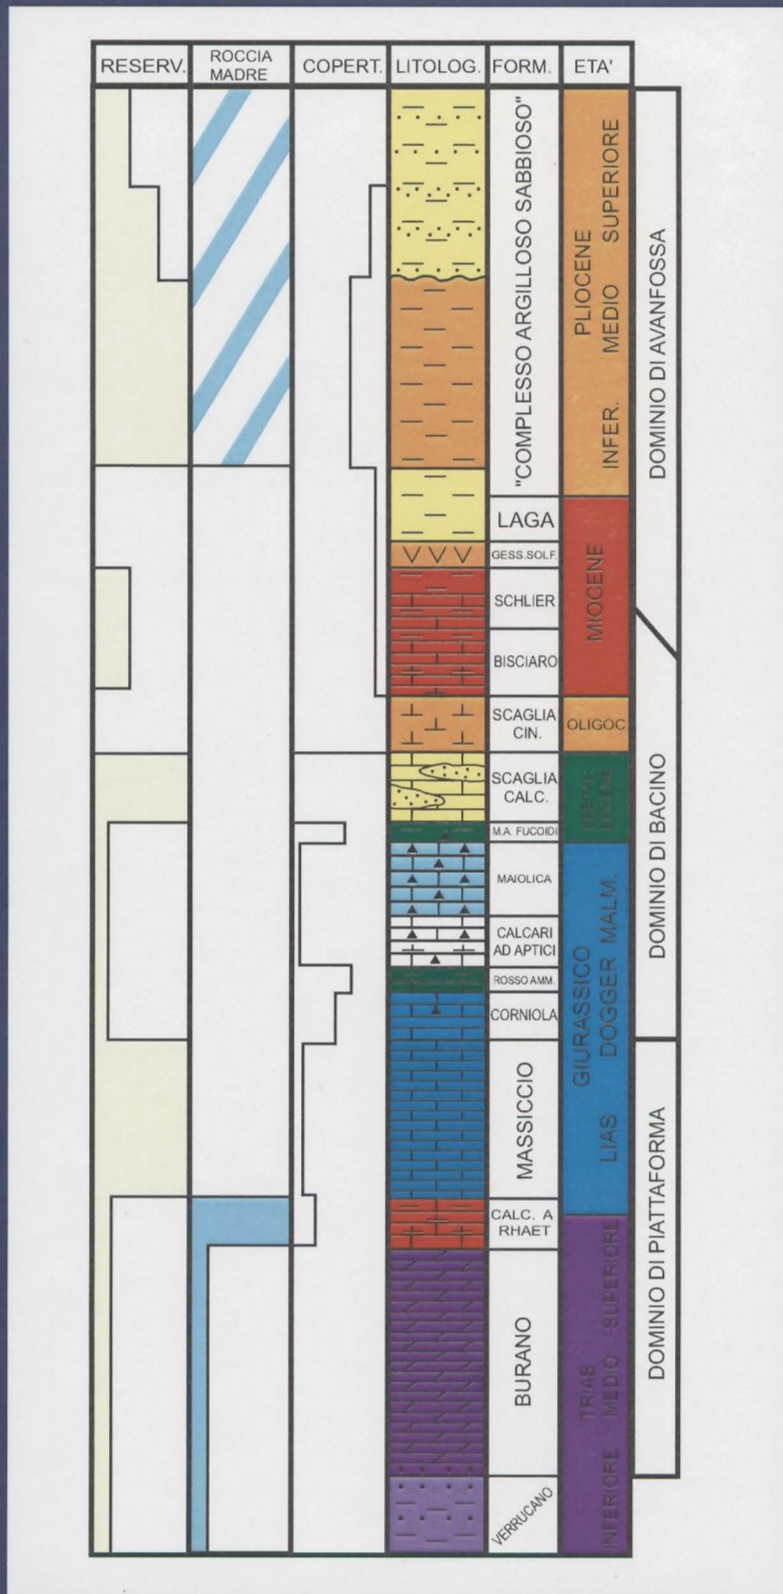 RESERV.
ROCCIA
MADRE
COPERT.
LITOLOG.
FORM.
ETA'
"COMPLESSO ARGILLOSO SABBIOSO"
LAGA
GESS.SOLF.
SCHLIER
BISCIARO
SCAGLIA
CIN.
SCAGLIA
CALC.
M.A. FUCOIDI
MAIOLICA
CALCARI
AD APTICI
ROSSO AMM.
CORNIOLA
MASSICCIO
CALC. A
RHAET
BURANO
VERRUCANO
PLIOCENE
INFER. MEDIO SUPERIORE
MIOCENE
OLIGOC.
GIURASSICO
LIAS DOGGER MALM.
TRIAS
INFERIORE MEDIO SUPERIORE
DOMINIO DI AVANFOSSA
DOMINIO DI BACINO
DOMINIO DI PIATTAFORMA